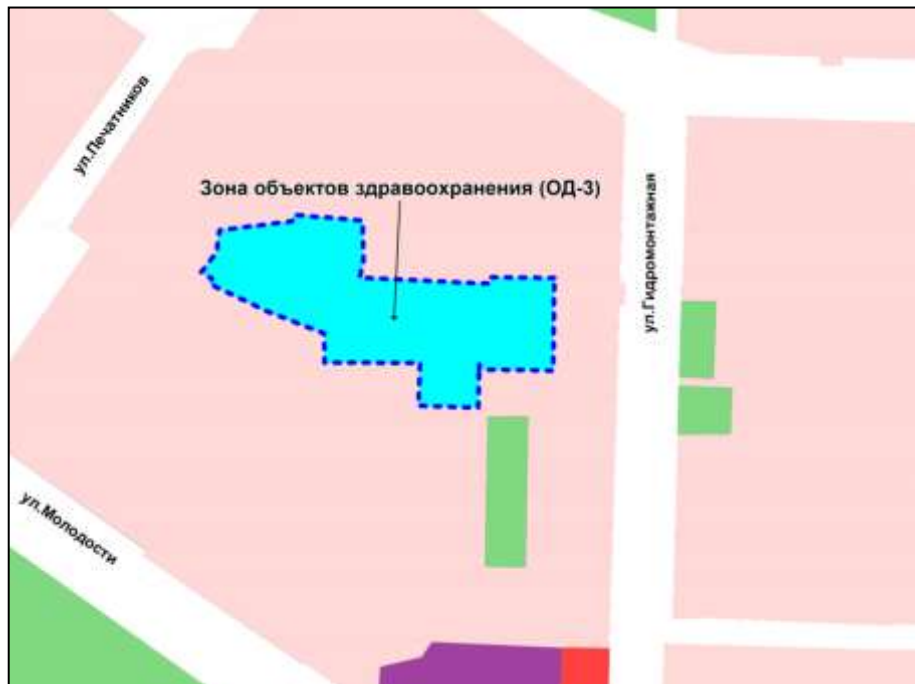 ул.Печатников
Зона объектов здравоохранения (ОД-3)
ул.Гидромонтажная
ул.Молодости